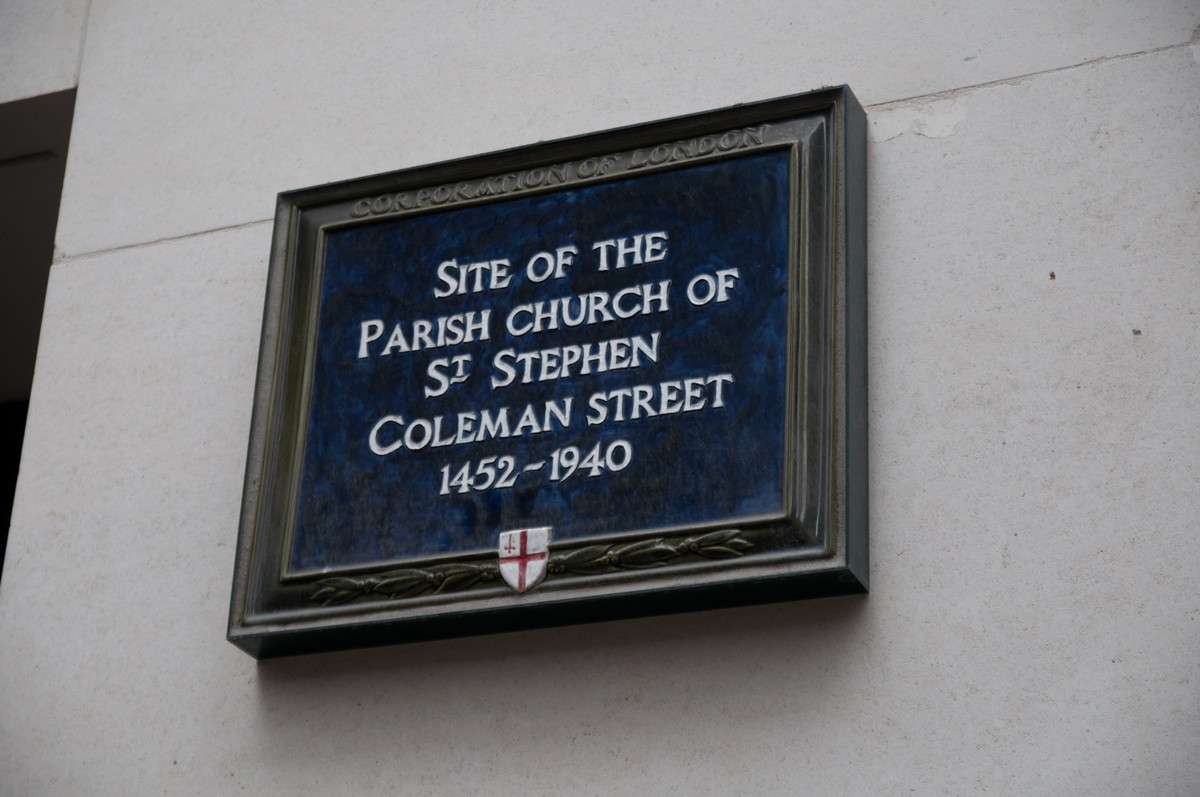 CORPORATION OF LONDON
SITE OF THE
PARISH CHURCH OF
ST STEPHEN
COLEMAN STREET
1452-1940